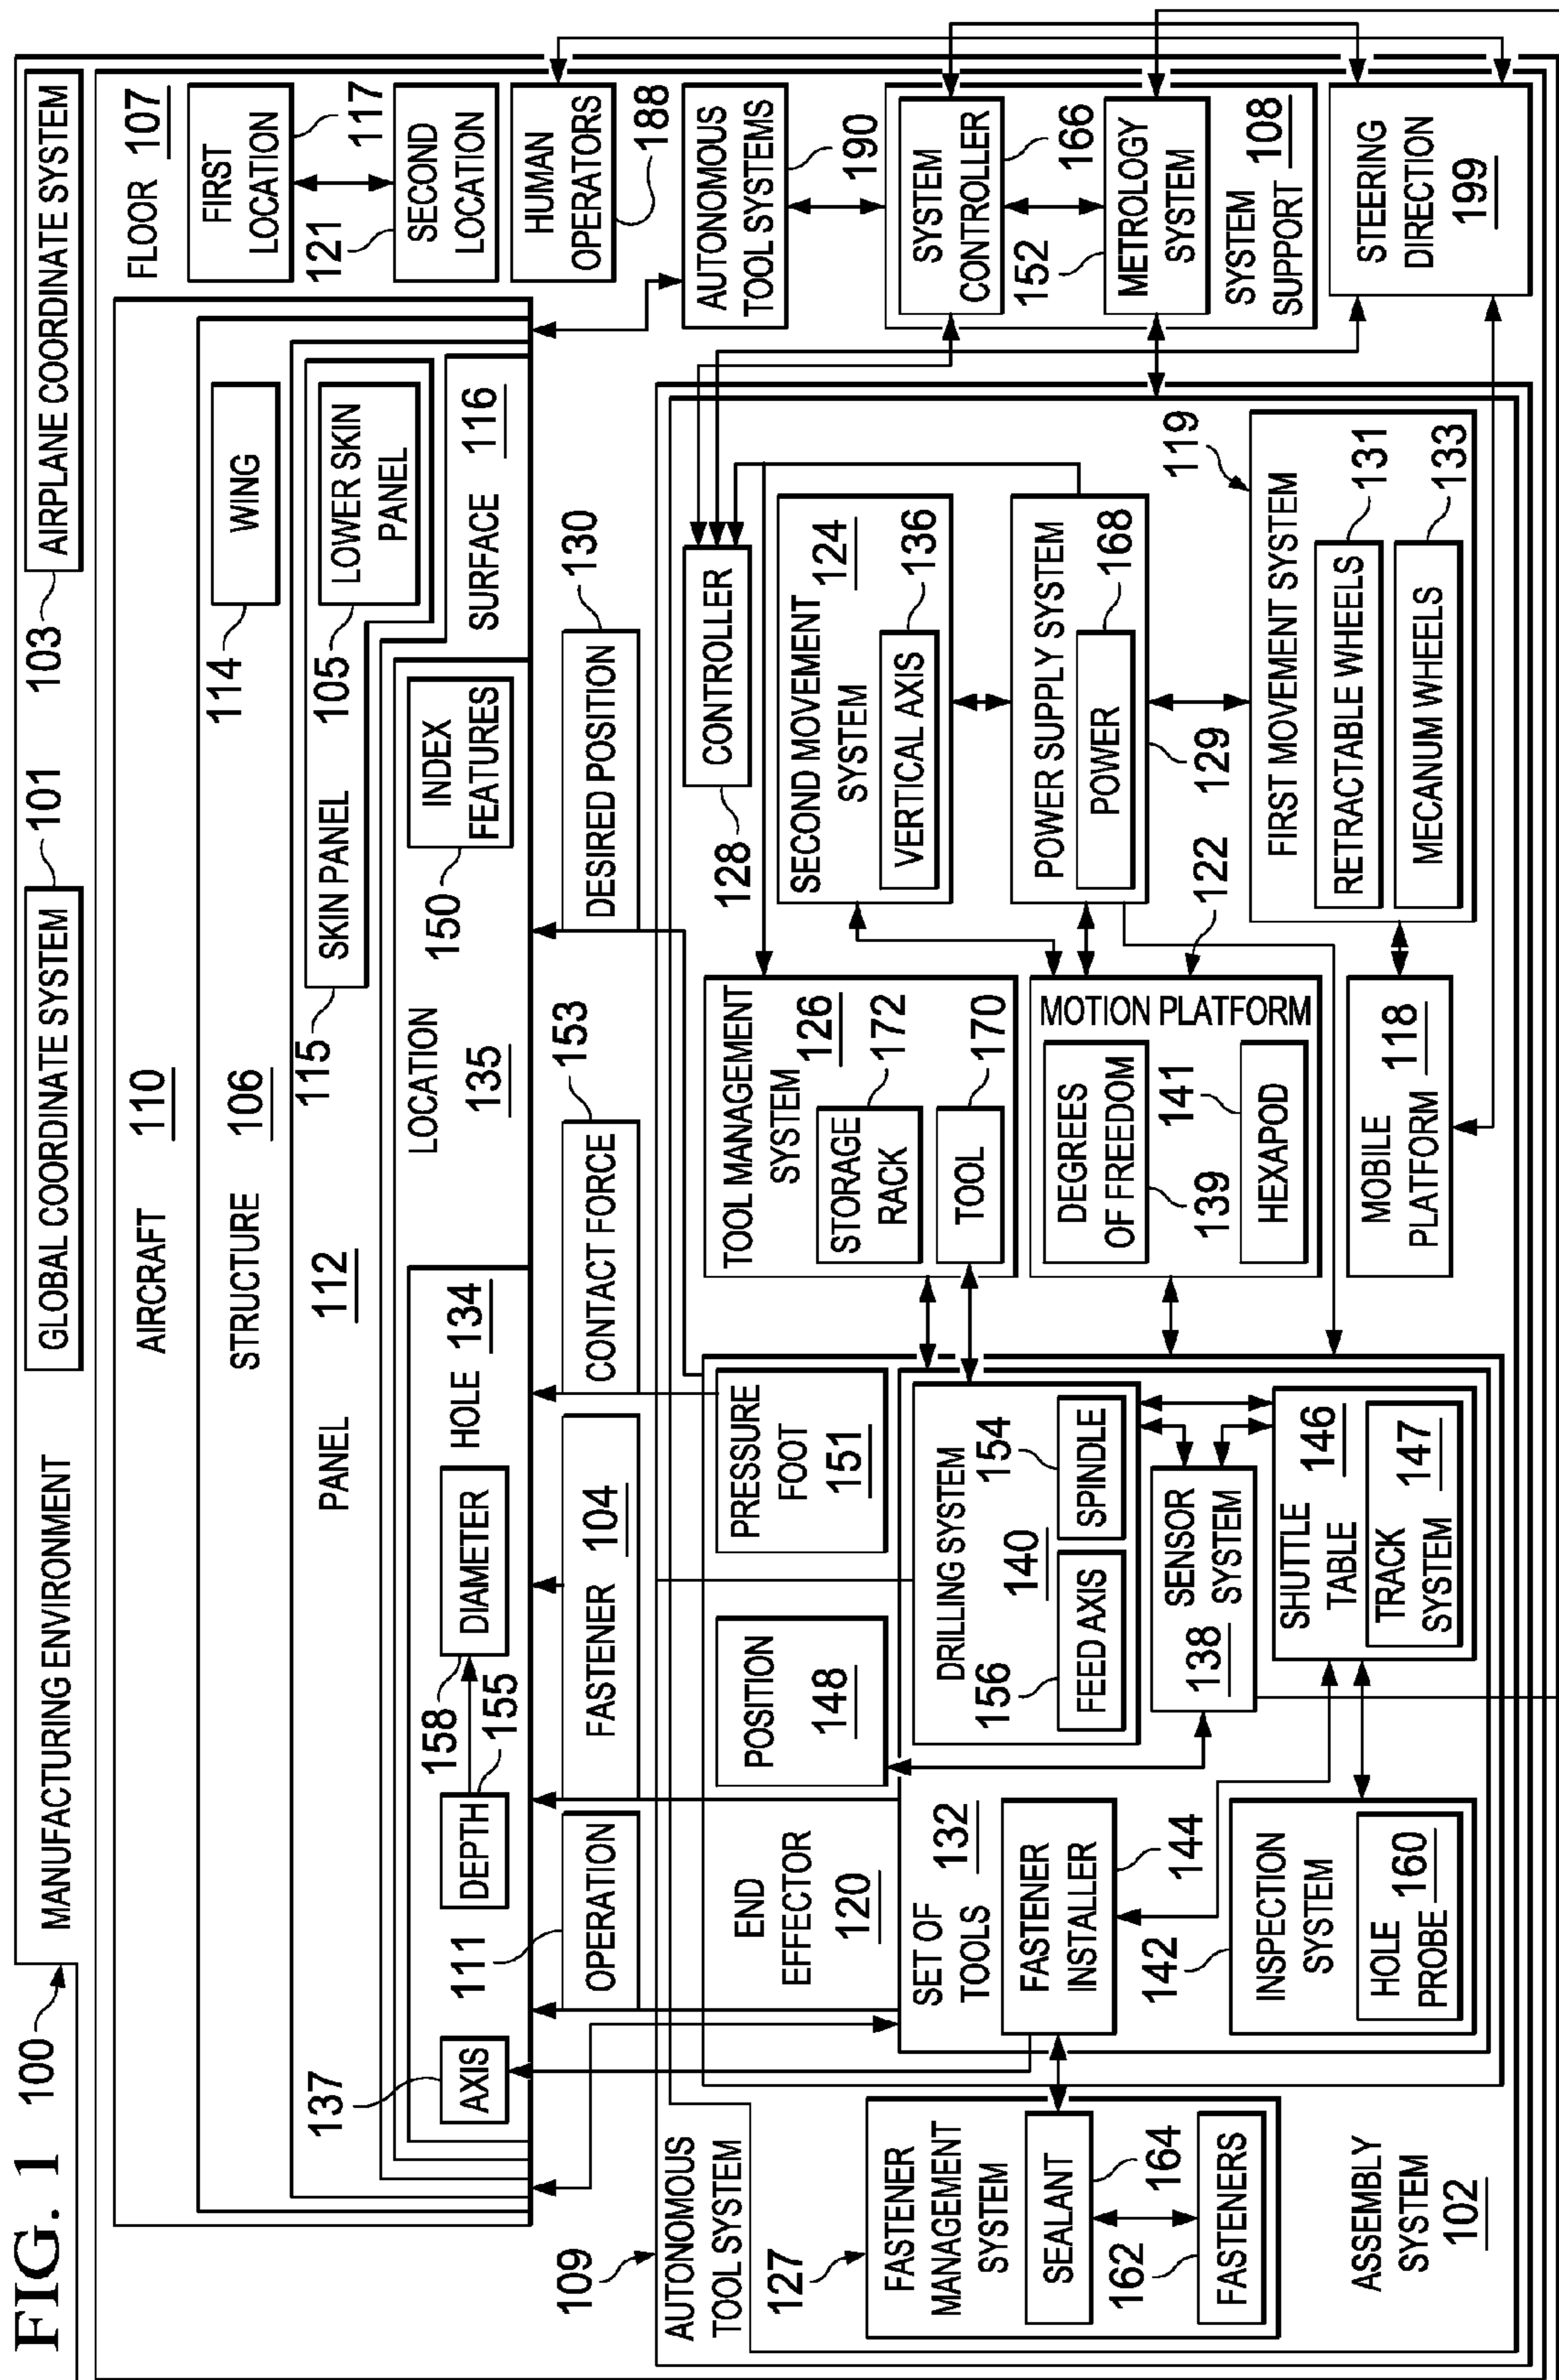 FIG. 1
100
MANUFACTURING ENVIRONMENT
GLOBAL COORDINATE SYSTEM
101
103
AIRPLANE COORDINATE SYSTEM
AIRCRAFT
110
STRUCTURE
106
114
WING
PANEL
112
115
SKIN PANEL
105
LOWER SKIN
PANEL
SURFACE
116
LOCATION
135
150
INDEX
FEATURES
137
AXIS
111
DEPTH
155
158
DIAMETER
HOLE
134
FLOOR
107
FIRST
LOCATION
117
121
SECOND
LOCATION
HUMAN
OPERATORS
188
OPERATION
FASTENER
104
CONTACT FORCE
153
DESIRED POSITION
130
AUTONOMOUS
TOOL SYSTEMS
190
SYSTEM
CONTROLLER
166
152
METROLOGY
SYSTEM
SYSTEM
SUPPORT
108
STEERING
DIRECTION
199
109
AUTONOMOUS
TOOL SYSTEM
127
FASTENER
MANAGEMENT
SYSTEM
SEALANT
164
162
FASTENERS
ASSEMBLY
SYSTEM
102
END
EFFECTOR
120
POSITION
148
PRESSURE
FOOT
151
SET OF
TOOLS
132
FASTENER
INSTALLER
144
142
INSPECTION
SYSTEM
HOLE
PROBE
160
DRILLING SYSTEM
140
156
FEED AXIS
154
SPINDLE
SENSOR
SYSTEM
138
SHUTTLE
TABLE
146
TRACK
SYSTEM
147
TOOL MANAGEMENT
SYSTEM
126
STORAGE
RACK
172
TOOL
170
MOTION PLATFORM
122
DEGREES
OF FREEDOM
139
141
HEXAPOD
MOBILE
PLATFORM
118
CONTROLLER
128
SECOND MOVEMENT
SYSTEM
124
VERTICAL AXIS
136
POWER SUPPLY SYSTEM
POWER
168
129
FIRST MOVEMENT SYSTEM
119
RETRACTABLE WHEELS
131
MECANUM WHEELS
133